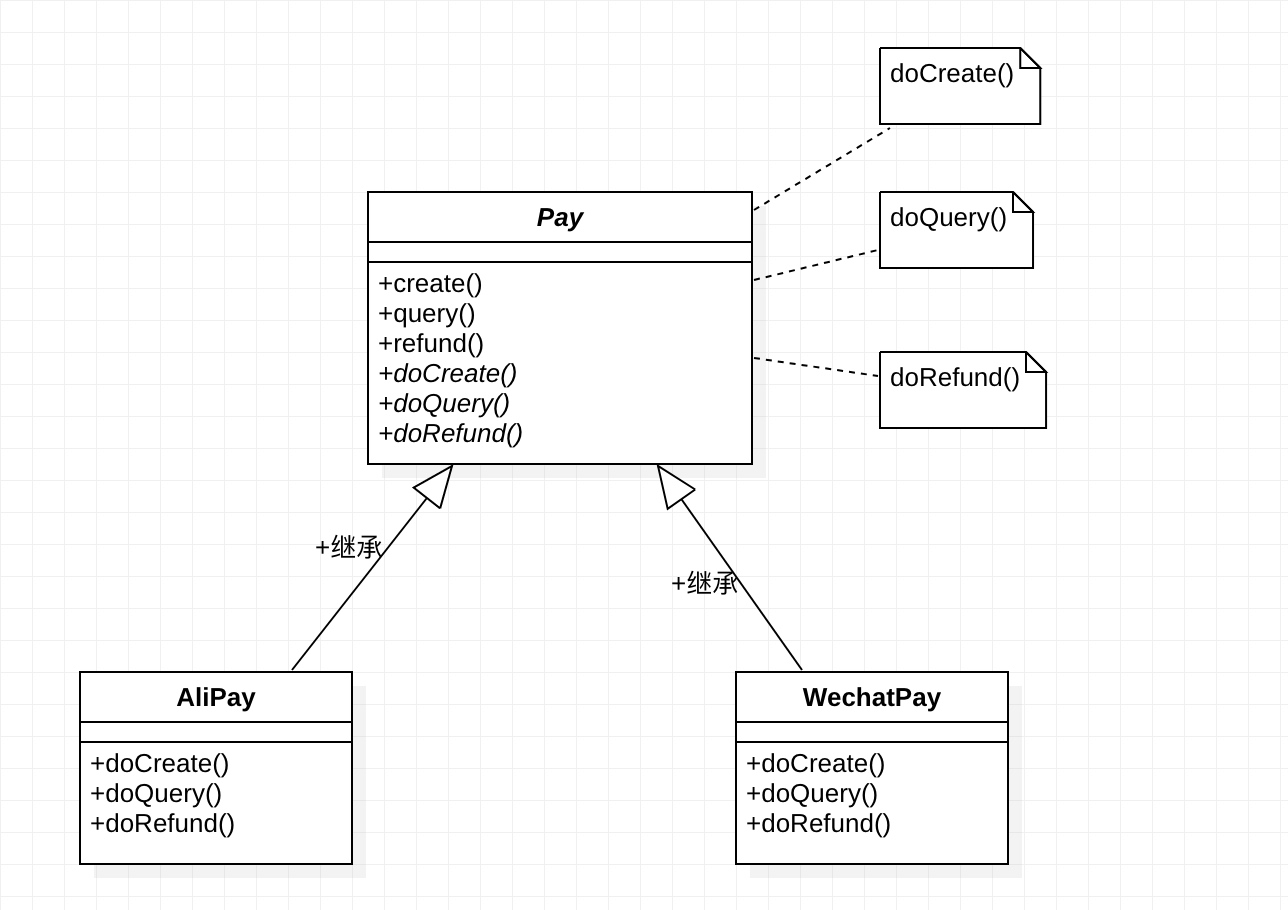 doCreate()
Pay
doQuery()
+create()
+query()
+refund()
+doCreate()
+doQuery()
+doRefund()
doRefund()
+继承
+继承
AliPay
+doCreate()
+doQuery()
+doRefund()
WechatPay
+doCreate()
+doQuery()
+doRefund()